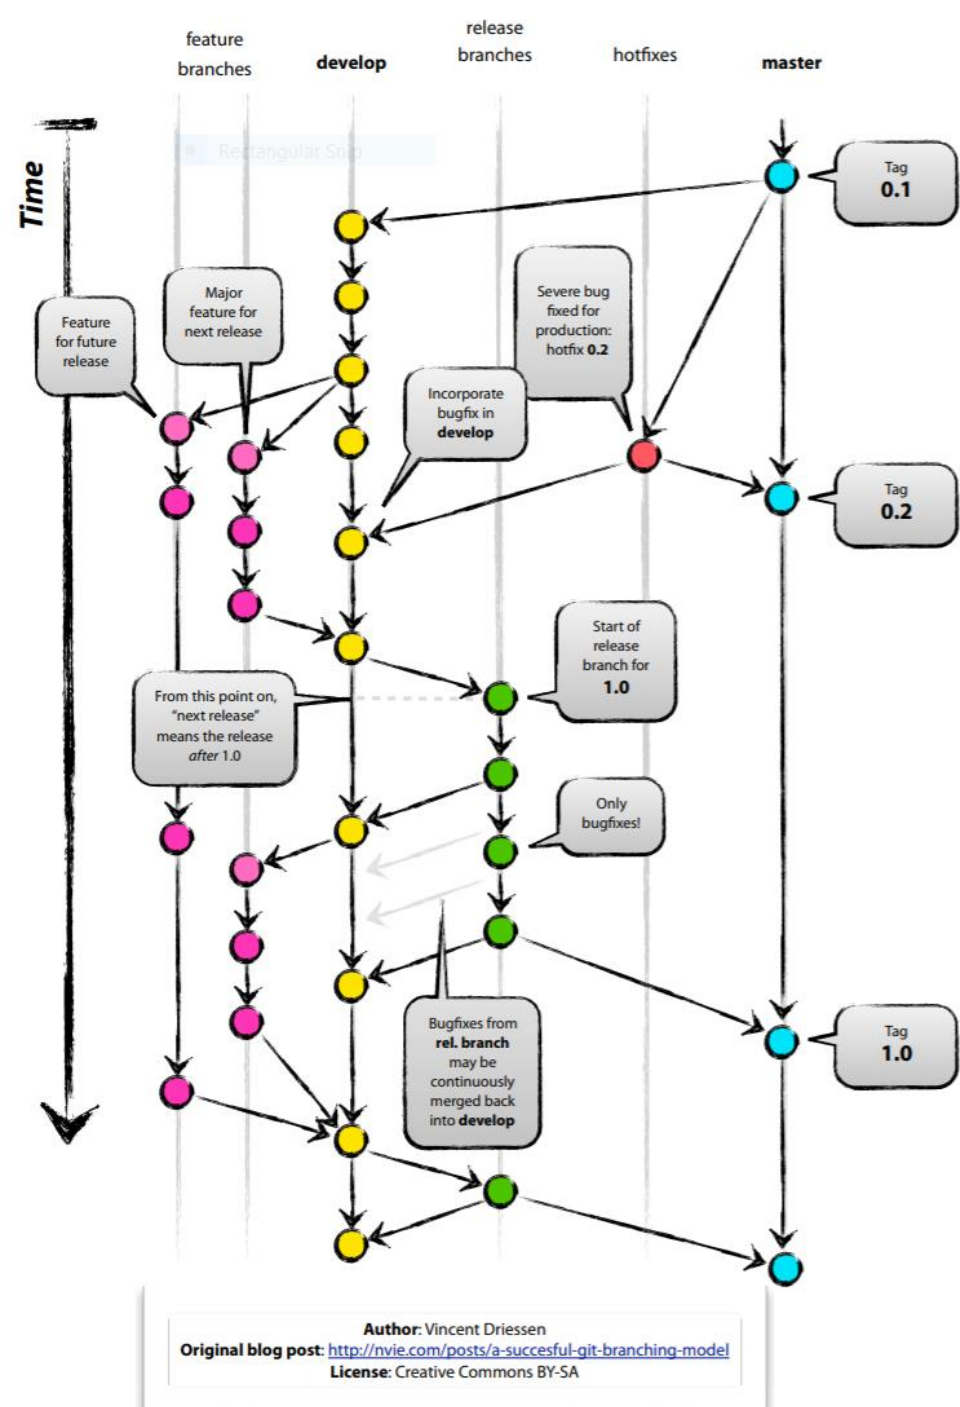 feature
branches
develop
release
branches
hotfixes
master
Time
Rectangular Snip
Tag
0.1
Major
feature for
next release
Feature
for future
release
Severe bug
fixed for
production:
hotfix 0.2
Incorporate
bugfix in
develop
Tag
0.2
Start of
release
branch for
1.0
From this point on,
“next release”
means the release
after 1.0
Only
bugfixes!
Bugfixes from
rel. branch
may be
continuously
merged back
into develop
Tag
1.0
Author: Vincent Driessen
Original blog post: http://nvie.com/posts/a-succesful-git-branching-model
License: Creative Commons BY-SA